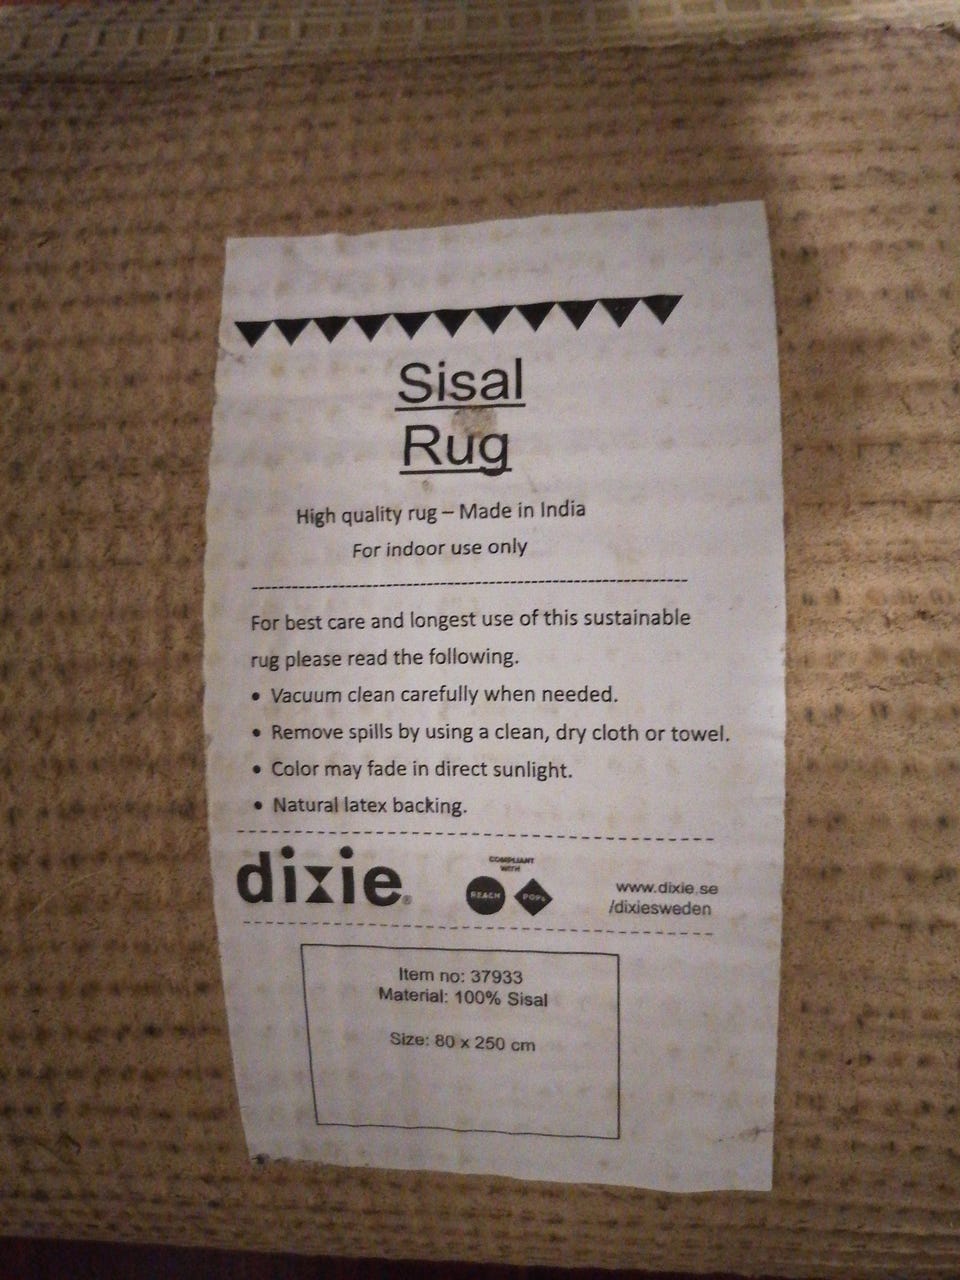 Sisal
Rug
High quality rug – Made in India
For indoor use only
For best care and longest use of this sustainable
rug please read the following.
• Vacuum clean carefully when needed.
• Remove spills by using a clean, dry cloth or towel.
• Color may fade in direct sunlight.
• Natural latex backing.
dixie®
COMPLIANT
WITH
REACH POPs
www.dixie.se
/dixiesweden
Item no: 37933
Material: 100% Sisal
Size: 80 x 250 cm